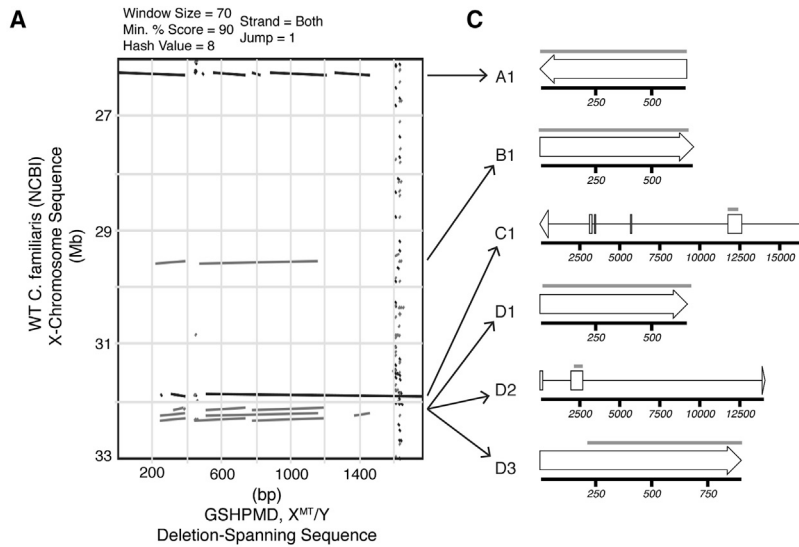 A
Window Size = 70
Min. % Score = 90
Hash Value = 8
Strand = Both
Jump = 1
C
WT C. familiaris (NCBI)
X-Chromosome Sequence
(Mb)
27
29
31
33
200
600
1000
1400
(bp)
GSHPMD, X^MT/Y
Deletion-Spanning Sequence
A1
250
500
B1
250
500
C1
2500
5000
7500
10000
12500
15000
D1
250
500
D2
2500
5000
7500
10000
12500
D3
250
500
750